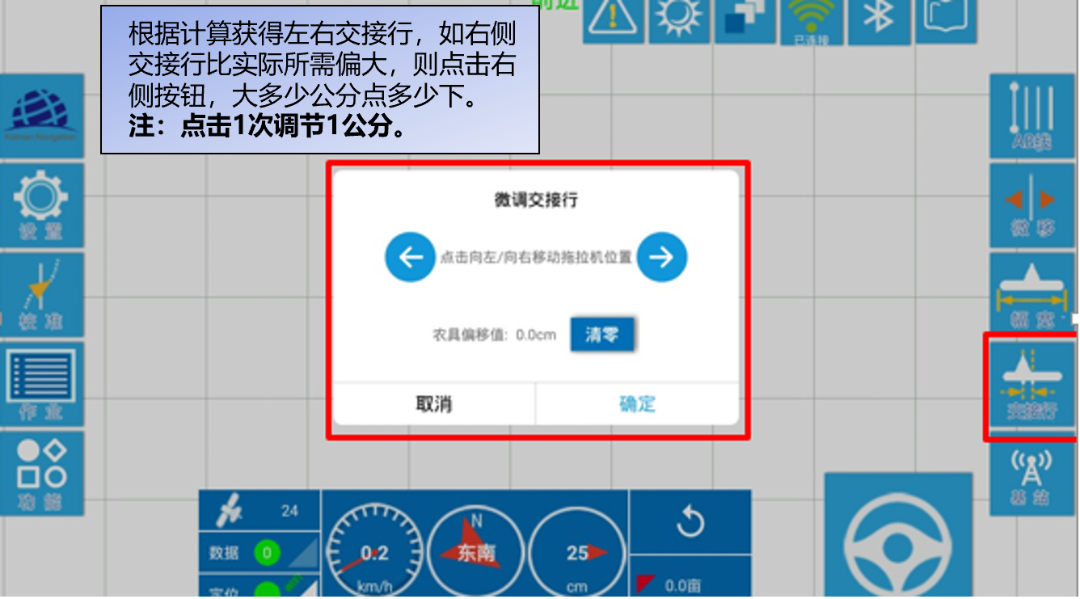 前进
根据计算获得左右交接行，如右侧
交接行比实际所需偏大，则点击右
侧按钮，大多少公分点多少下。
注：点击1次调节1公分。
已连接
AB线
设置
微移
微调交接行
点击向左/向右移动拖拉机位置
校准
幅宽
农具偏移值: 0.0cm
清零
取消
确定
作业
交接行
功能
基站
24
数据
0
定位
0.2
km/h
N
东南
25
cm
0.0亩